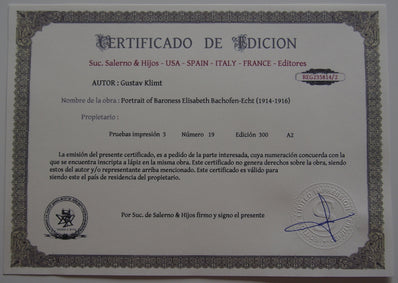 CERTIFICADO DE EDICION
Suc. Salerno & Hijos - USA - SPAIN - ITALY - FRANCE - Editores
REG235814/2
AUTOR : Gustav Klimt
Nombre de la obra : Portrait of Baroness Elisabeth Bachofen-Echt (1914-1916)
Propietario :
Pruebas impresión 3 Número 19 Edición 300 A2
La emisión del presente certificado, es a pedido de la parte interesada, cuya numeración concuerda con la
que se encuentra inscripta a lápiz en la misma obra. Este certificado no genera derechos sobre la obra, siendo
estos del autor y/o representante arriba mencionado. Este certificado es válido para
siendo este el país de residencia del propietario.
Por Suc. de Salerno & Hijos firmo y signo el presente